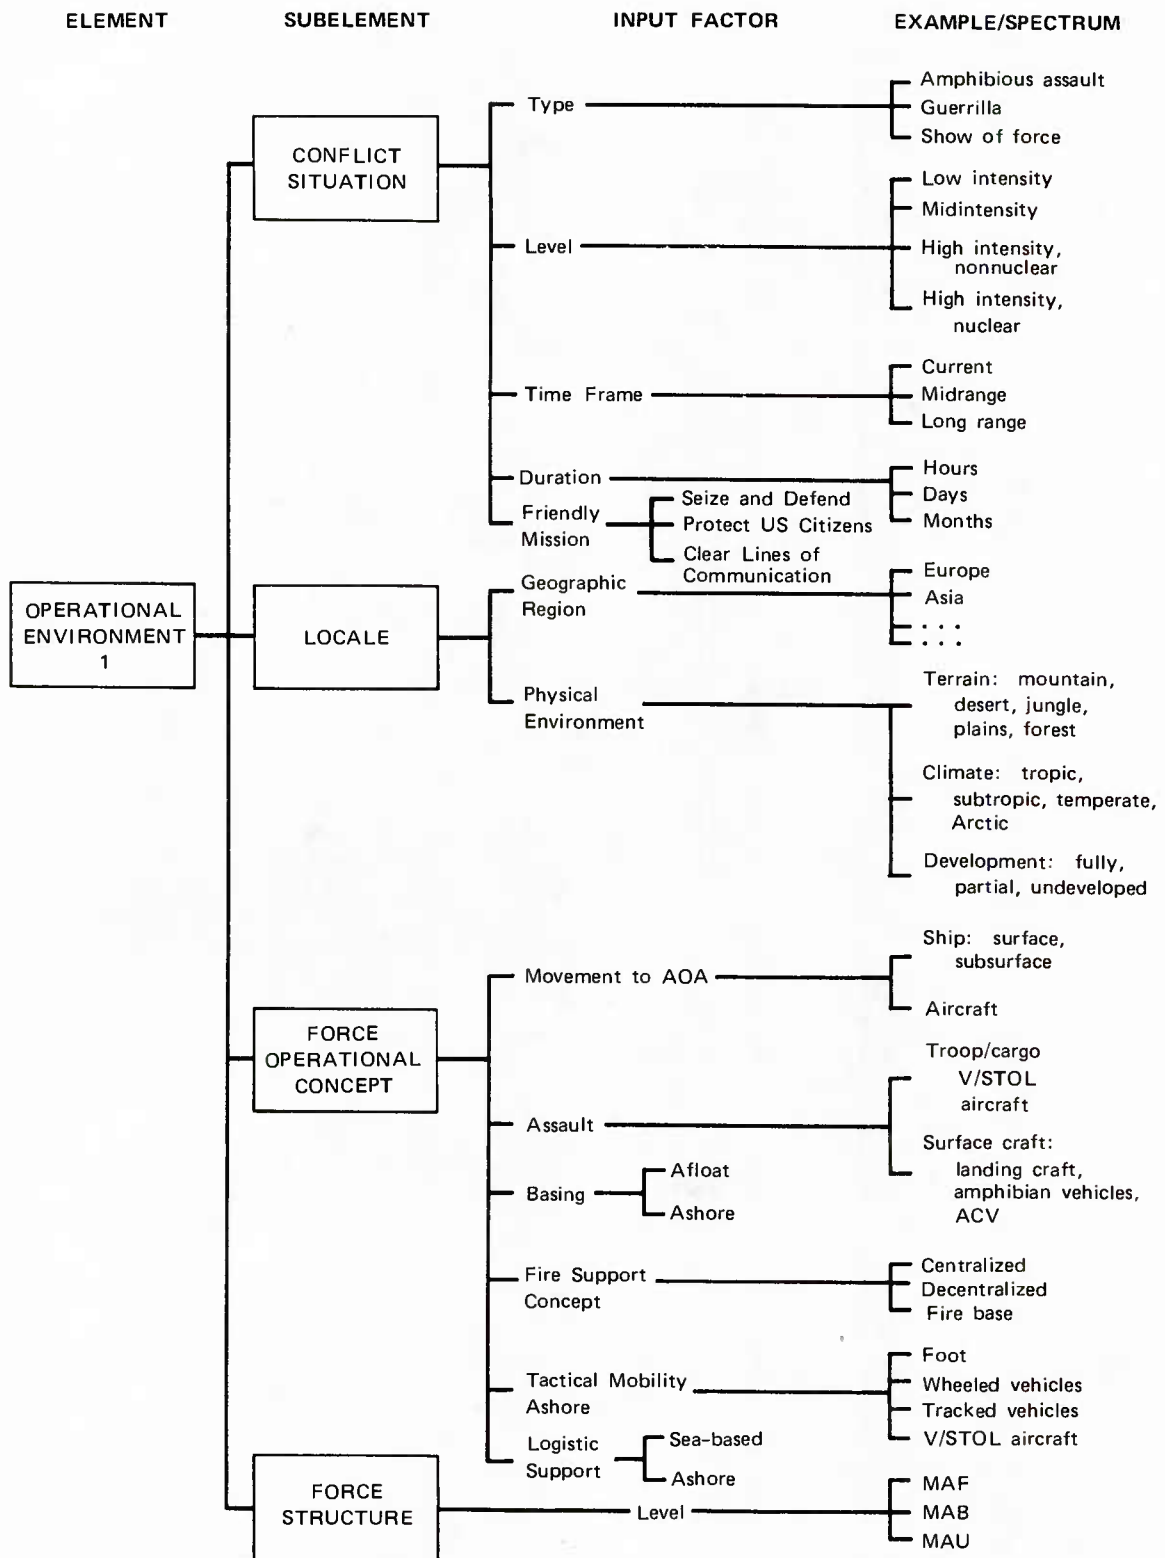 ELEMENT SUBELEMENT INPUT FACTOR EXAMPLE/SPECTRUM
CONFLICT
SITUATION
Type
Amphibious assault
Guerrilla
Show of force
Level
Low intensity
Midintensity
High intensity,
nonnuclear
High intensity,
nuclear
Time Frame
Current
Midrange
Long range
Duration
Hours
Days
Months
Friendly
Mission
Seize and Defend
Protect US Citizens
Clear Lines of
Communication
OPERATIONAL
ENVIRONMENT
1
LOCALE
Geographic
Region
Europe
Asia
. . .
. . .
Physical
Environment
Terrain: mountain,
desert, jungle,
plains, forest
Climate: tropic,
subtropic, temperate,
Arctic
Development: fully,
partial, undeveloped
FORCE
OPERATIONAL
CONCEPT
Movement to AOA
Ship: surface,
subsurface
Aircraft
Assault
Troop/cargo
V/STOL
aircraft
Surface craft:
landing craft,
amphibian vehicles,
ACV
Basing
Afloat
Ashore
Fire Support
Concept
Centralized
Decentralized
Fire base
Tactical Mobility
Ashore
Foot
Wheeled vehicles
Tracked vehicles
V/STOL aircraft
Logistic
Support
Sea-based
Ashore
FORCE
STRUCTURE
Level
MAF
MAB
MAU